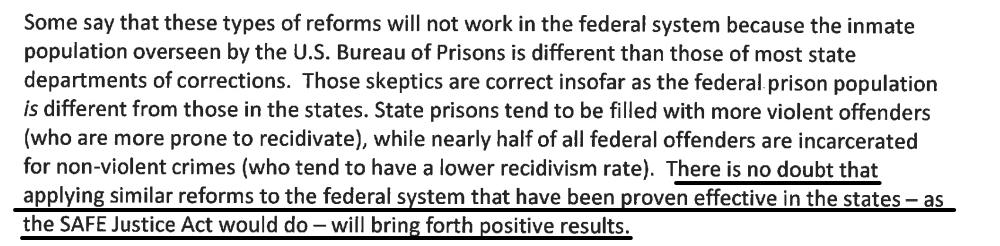 Some say that these types of reforms will not work in the federal system because the inmate
population overseen by the U.S. Bureau of Prisons is different than those of most state
departments of corrections. Those skeptics are correct insofar as the federal prison population
is different from those in the states. State prisons tend to be filled with more violent offenders
(who are more prone to recidivate), while nearly half of all federal offenders are incarcerated
for non-violent crimes (who tend to have a lower recidivism rate). There is no doubt that
applying similar reforms to the federal system that have been proven effective in the states – as
the SAFE Justice Act would do – will bring forth positive results.